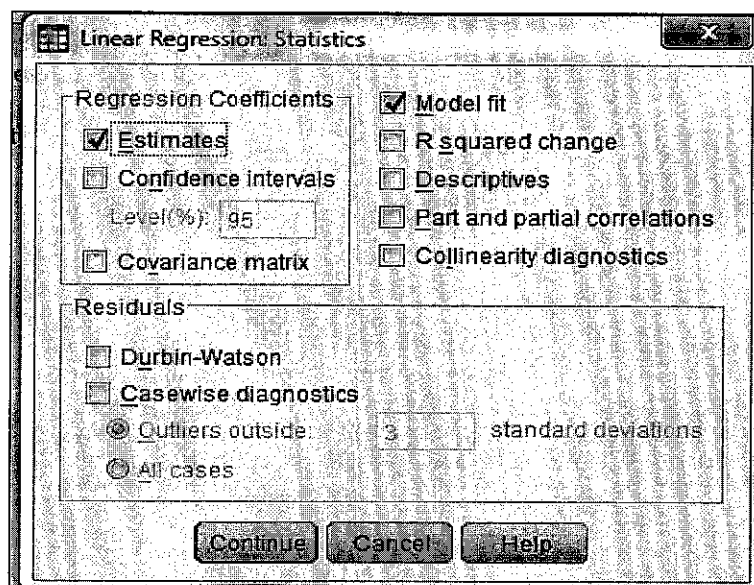 Linear Regression: Statistics
Regression Coefficients
Estimates
Confidence intervals
Level(%): 95
Covariance matrix
Model fit
R squared change
Descriptives
Part and partial correlations
Collinearity diagnostics
Residuals
Durbin-Watson
Casewise diagnostics
Outliers outside: 3 standard deviations
All cases
Continue Cancel Help